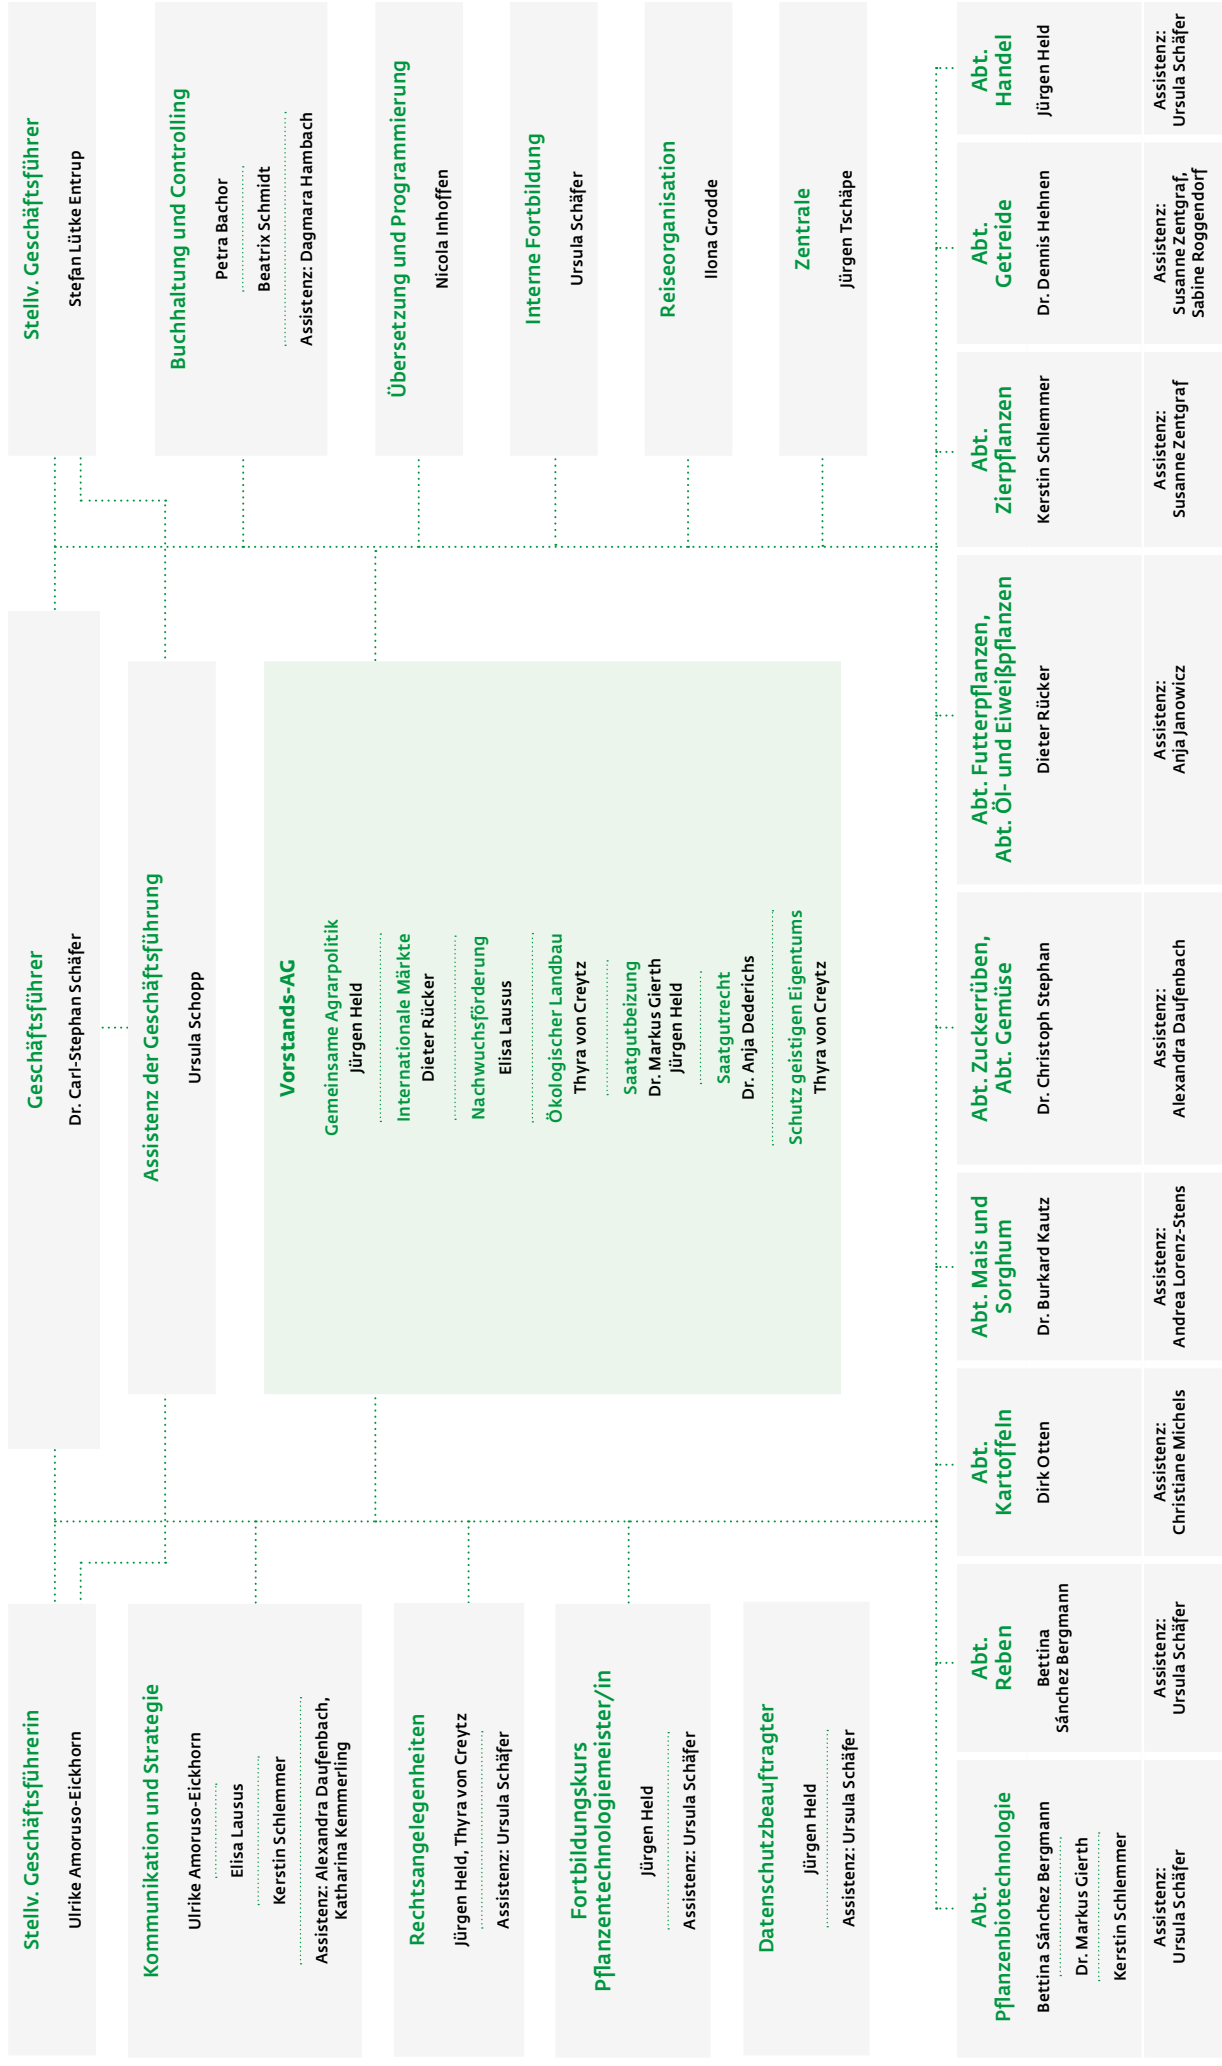 Stellv. Geschäftsführerin
Ulrike Amoruso-Eickhorn
Geschäftsführer
Dr. Carl-Stephan Schäfer
Stellv. Geschäftsführer
Stefan Lütke Entrup
Assistenz der Geschäftsführung
Ursula Schopp
Kommunikation und Strategie
Ulrike Amoruso-Eickhorn
Elisa Lausus
Kerstin Schlemmer
Assistenz: Alexandra Daufenbach,
Katharina Kemmerling
Rechtsangelegenheiten
Jürgen Held, Thyra von Creytz
Assistenz: Ursula Schäfer
Fortbildungskurs
Pflanzentechnologiemeister/in
Jürgen Held
Assistenz: Ursula Schäfer
Datenschutzbeauftragter
Jürgen Held
Assistenz: Ursula Schäfer
Vorstands-AG
Gemeinsame Agrarpolitik
Jürgen Held
Internationale Märkte
Dieter Rücker
Nachwuchsförderung
Elisa Lausus
Ökologischer Landbau
Thyra von Creytz
Saatgutbeizung
Dr. Markus Gierth
Jürgen Held
Saatgutrecht
Dr. Anja Dederichs
Schutz geistigen Eigentums
Thyra von Creytz
Buchhaltung und Controlling
Petra Bachor
Beatrix Schmidt
Assistenz: Dagmara Hambach
Übersetzung und Programmierung
Nicola Inhoffen
Interne Fortbildung
Ursula Schäfer
Reiseorganisation
Ilona Grodde
Zentrale
Jürgen Tschäpe
Abt.
Pflanzenbiotechnologie
Bettina Sánchez Bergmann
Dr. Markus Gierth
Kerstin Schlemmer
Assistenz:
Ursula Schäfer
Abt.
Reben
Bettina
Sánchez Bergmann
Assistenz:
Ursula Schäfer
Abt.
Kartoffeln
Dirk Otten
Assistenz:
Christiane Michels
Abt. Mais und
Sorghum
Dr. Burkard Kautz
Assistenz:
Andrea Lorenz-Stens
Abt. Zuckerrüben,
Abt. Gemüse
Dr. Christoph Stephan
Assistenz:
Alexandra Daufenbach
Abt. Futterpflanzen,
Abt. Öl- und Eiweißpflanzen
Dieter Rücker
Assistenz:
Anja Janowicz
Abt.
Zierpflanzen
Kerstin Schlemmer
Assistenz:
Susanne Zentgraf
Abt.
Getreide
Dr. Dennis Hehnen
Assistenz:
Susanne Zentgraf,
Sabine Roggendorf
Abt.
Handel
Jürgen Held
Assistenz:
Ursula Schäfer